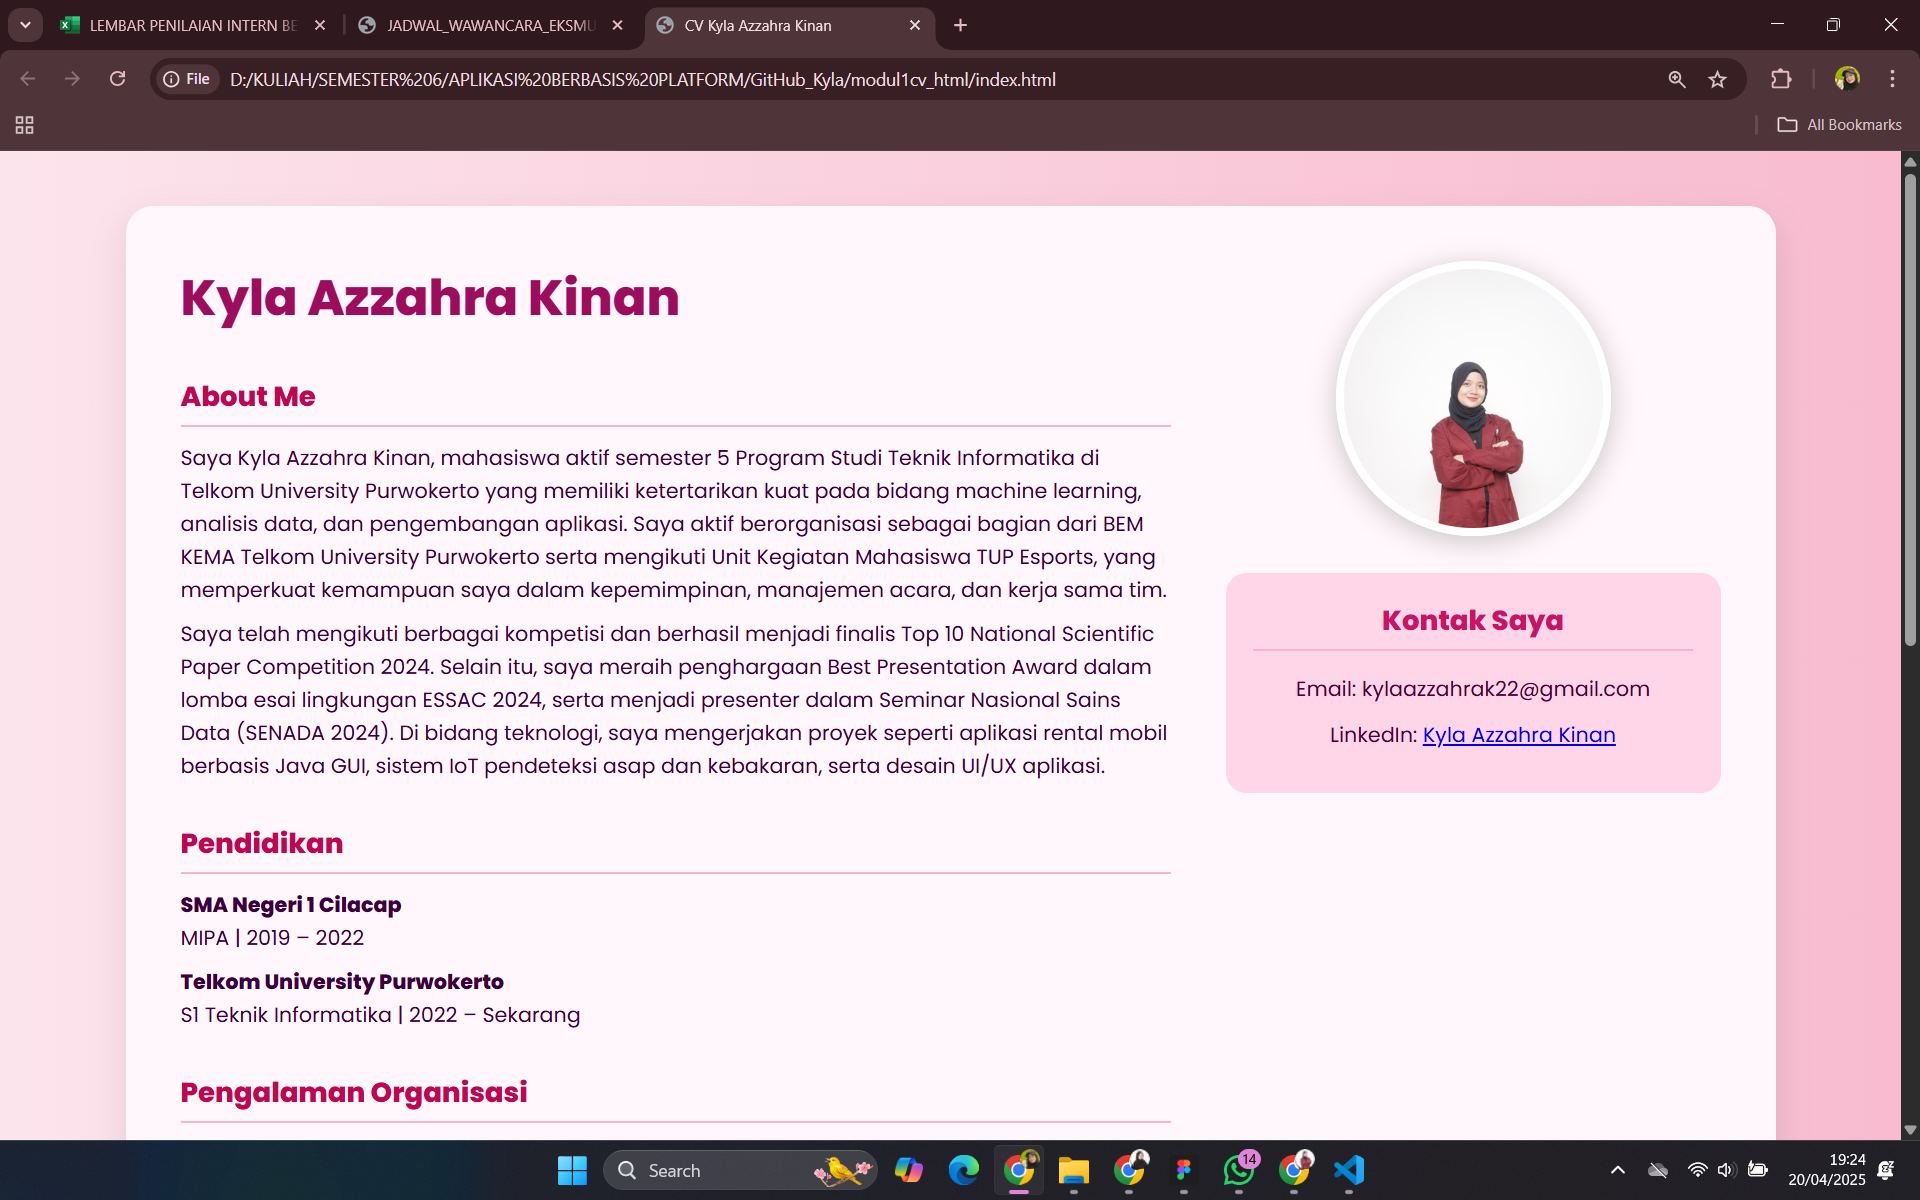 LEMBAR PENILAIAN INTERN BE
JADWAL_WAWANCARA_EKSMU
CV Kyla Azzahra Kinan
File
D:/KULIAH/SEMESTER%206/APLIKASI%20BERBASIS%20PLATFORM/GitHub_Kyla/modul1cv_html/index.html
All Bookmarks
Kyla Azzahra Kinan
About Me
Saya Kyla Azzahra Kinan, mahasiswa aktif semester 5 Program Studi Teknik Informatika di
Telkom University Purwokerto yang memiliki ketertarikan kuat pada bidang machine learning,
analisis data, dan pengembangan aplikasi. Saya aktif berorganisasi sebagai bagian dari BEM
KEMA Telkom University Purwokerto serta mengikuti Unit Kegiatan Mahasiswa TUP Esports, yang
memperkuat kemampuan saya dalam kepemimpinan, manajemen acara, dan kerja sama tim.
Saya telah mengikuti berbagai kompetisi dan berhasil menjadi finalis Top 10 National Scientific
Paper Competition 2024. Selain itu, saya meraih penghargaan Best Presentation Award dalam
lomba esai lingkungan ESSAC 2024, serta menjadi presenter dalam Seminar Nasional Sains
Data (SENADA 2024). Di bidang teknologi, saya mengerjakan proyek seperti aplikasi rental mobil
berbasis Java GUI, sistem IoT pendeteksi asap dan kebakaran, serta desain UI/UX aplikasi.
Pendidikan
SMA Negeri 1 Cilacap
MIPA | 2019 – 2022
Telkom University Purwokerto
S1 Teknik Informatika | 2022 – Sekarang
Pengalaman Organisasi
Kontak Saya
Email: kylaazzahrak22@gmail.com
LinkedIn: Kyla Azzahra Kinan
Search
14
19:24
20/04/2025